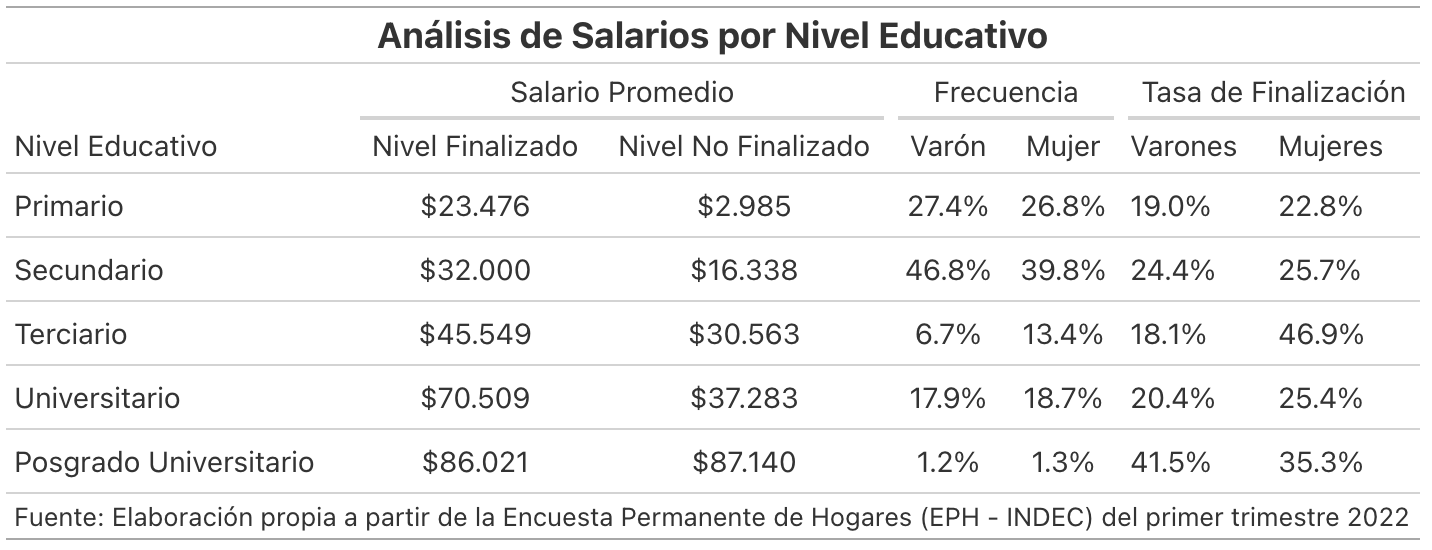 Análisis de Salarios por Nivel Educativo
Salario Promedio Frecuencia Tasa de Finalización
Nivel Educativo Nivel Finalizado Nivel No Finalizado Varón Mujer Varones Mujeres
Primario $23.476 $2.985 27.4% 26.8% 19.0% 22.8%
Secundario $32.000 $16.338 46.8% 39.8% 24.4% 25.7%
Terciario $45.549 $30.563 6.7% 13.4% 18.1% 46.9%
Universitario $70.509 $37.283 17.9% 18.7% 20.4% 25.4%
Posgrado Universitario $86.021 $87.140 1.2% 1.3% 41.5% 35.3%
Fuente: Elaboración propia a partir de la Encuesta Permanente de Hogares (EPH - INDEC) del primer trimestre 2022